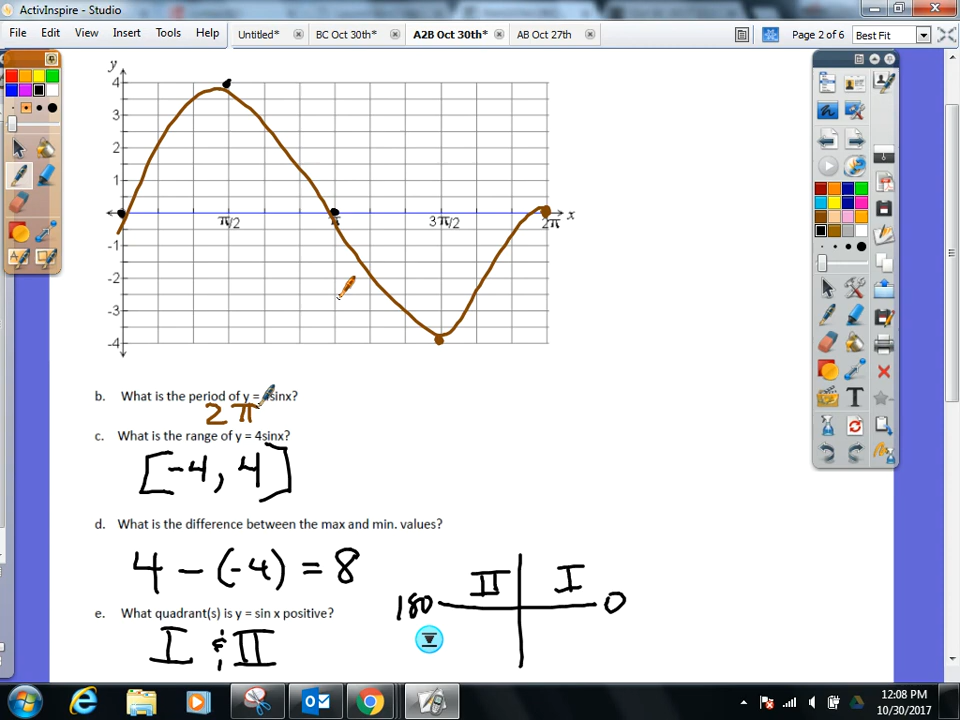 ActivInspire - Studio
File Edit View Insert Tools Help
Untitled* BC Oct 30th* A2B Oct 30th* AB Oct 27th
Page 2 of 6 Best Fit
y
4
3
2
1
-1
-2
-3
-4
π/2 π 3π/2 2π x
b. What is the period of y = 4sinx?
2π
c. What is the range of y = 4sinx?
[-4, 4]
d. What is the difference between the max and min. values?
4 - (-4) = 8
II I
180 0
e. What quadrant(s) is y = sin x positive?
I & II
T
12:08 PM
10/30/2017